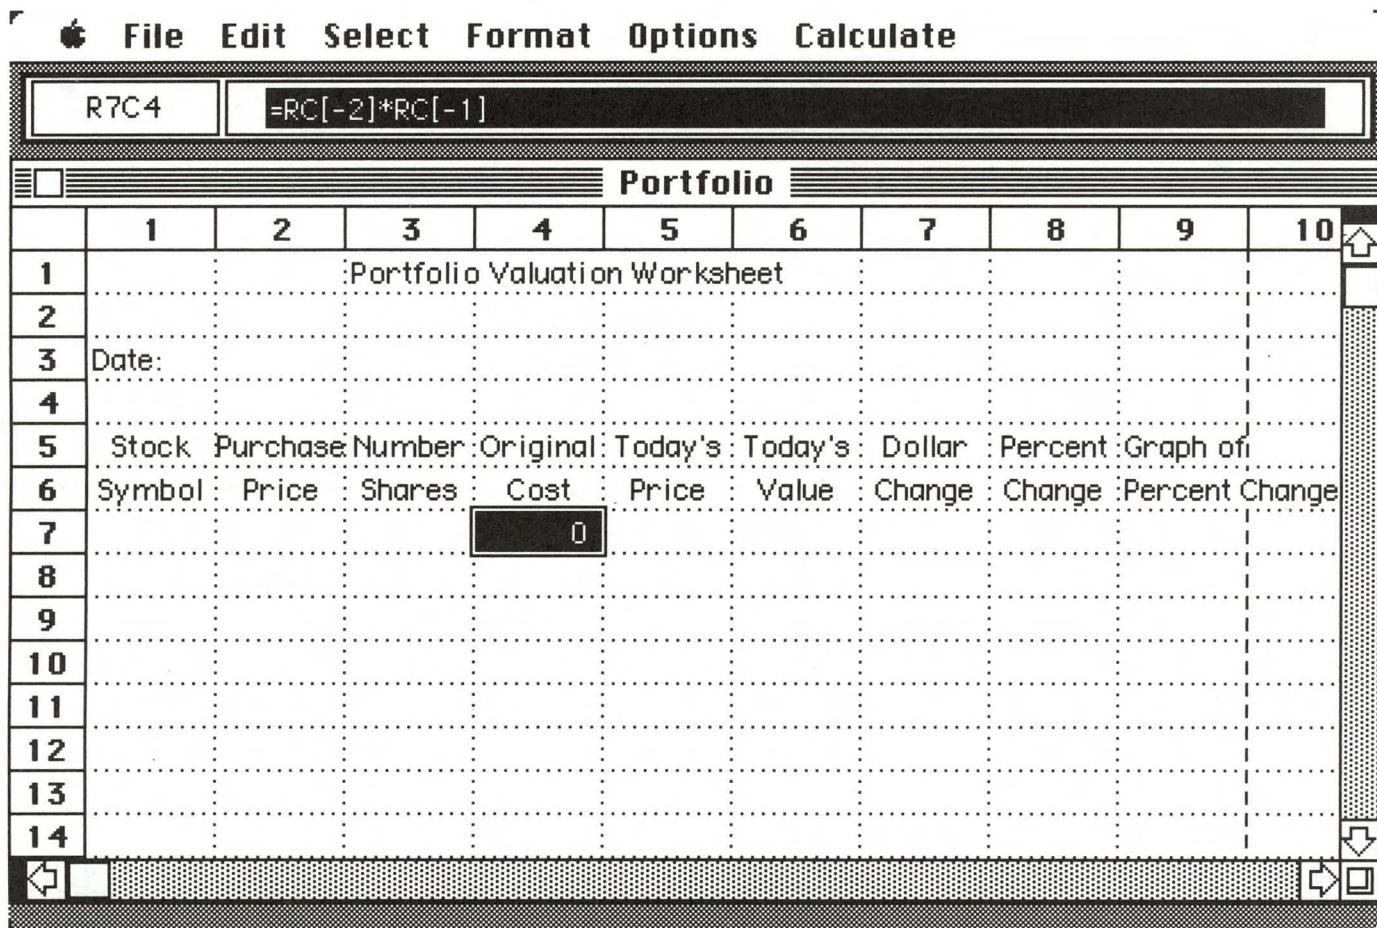 File Edit Select Format Options Calculate
R7C4 =RC[-2]*RC[-1]
Portfolio
1 2 3 4 5 6 7 8 9 10
1 Portfolio Valuation Worksheet
2
3 Date:
4
5 Stock Purchase Number Original Today's Today's Dollar Percent Graph of
6 Symbol Price Shares Cost Price Value Change Change Percent Change
7 0
8
9
10
11
12
13
14